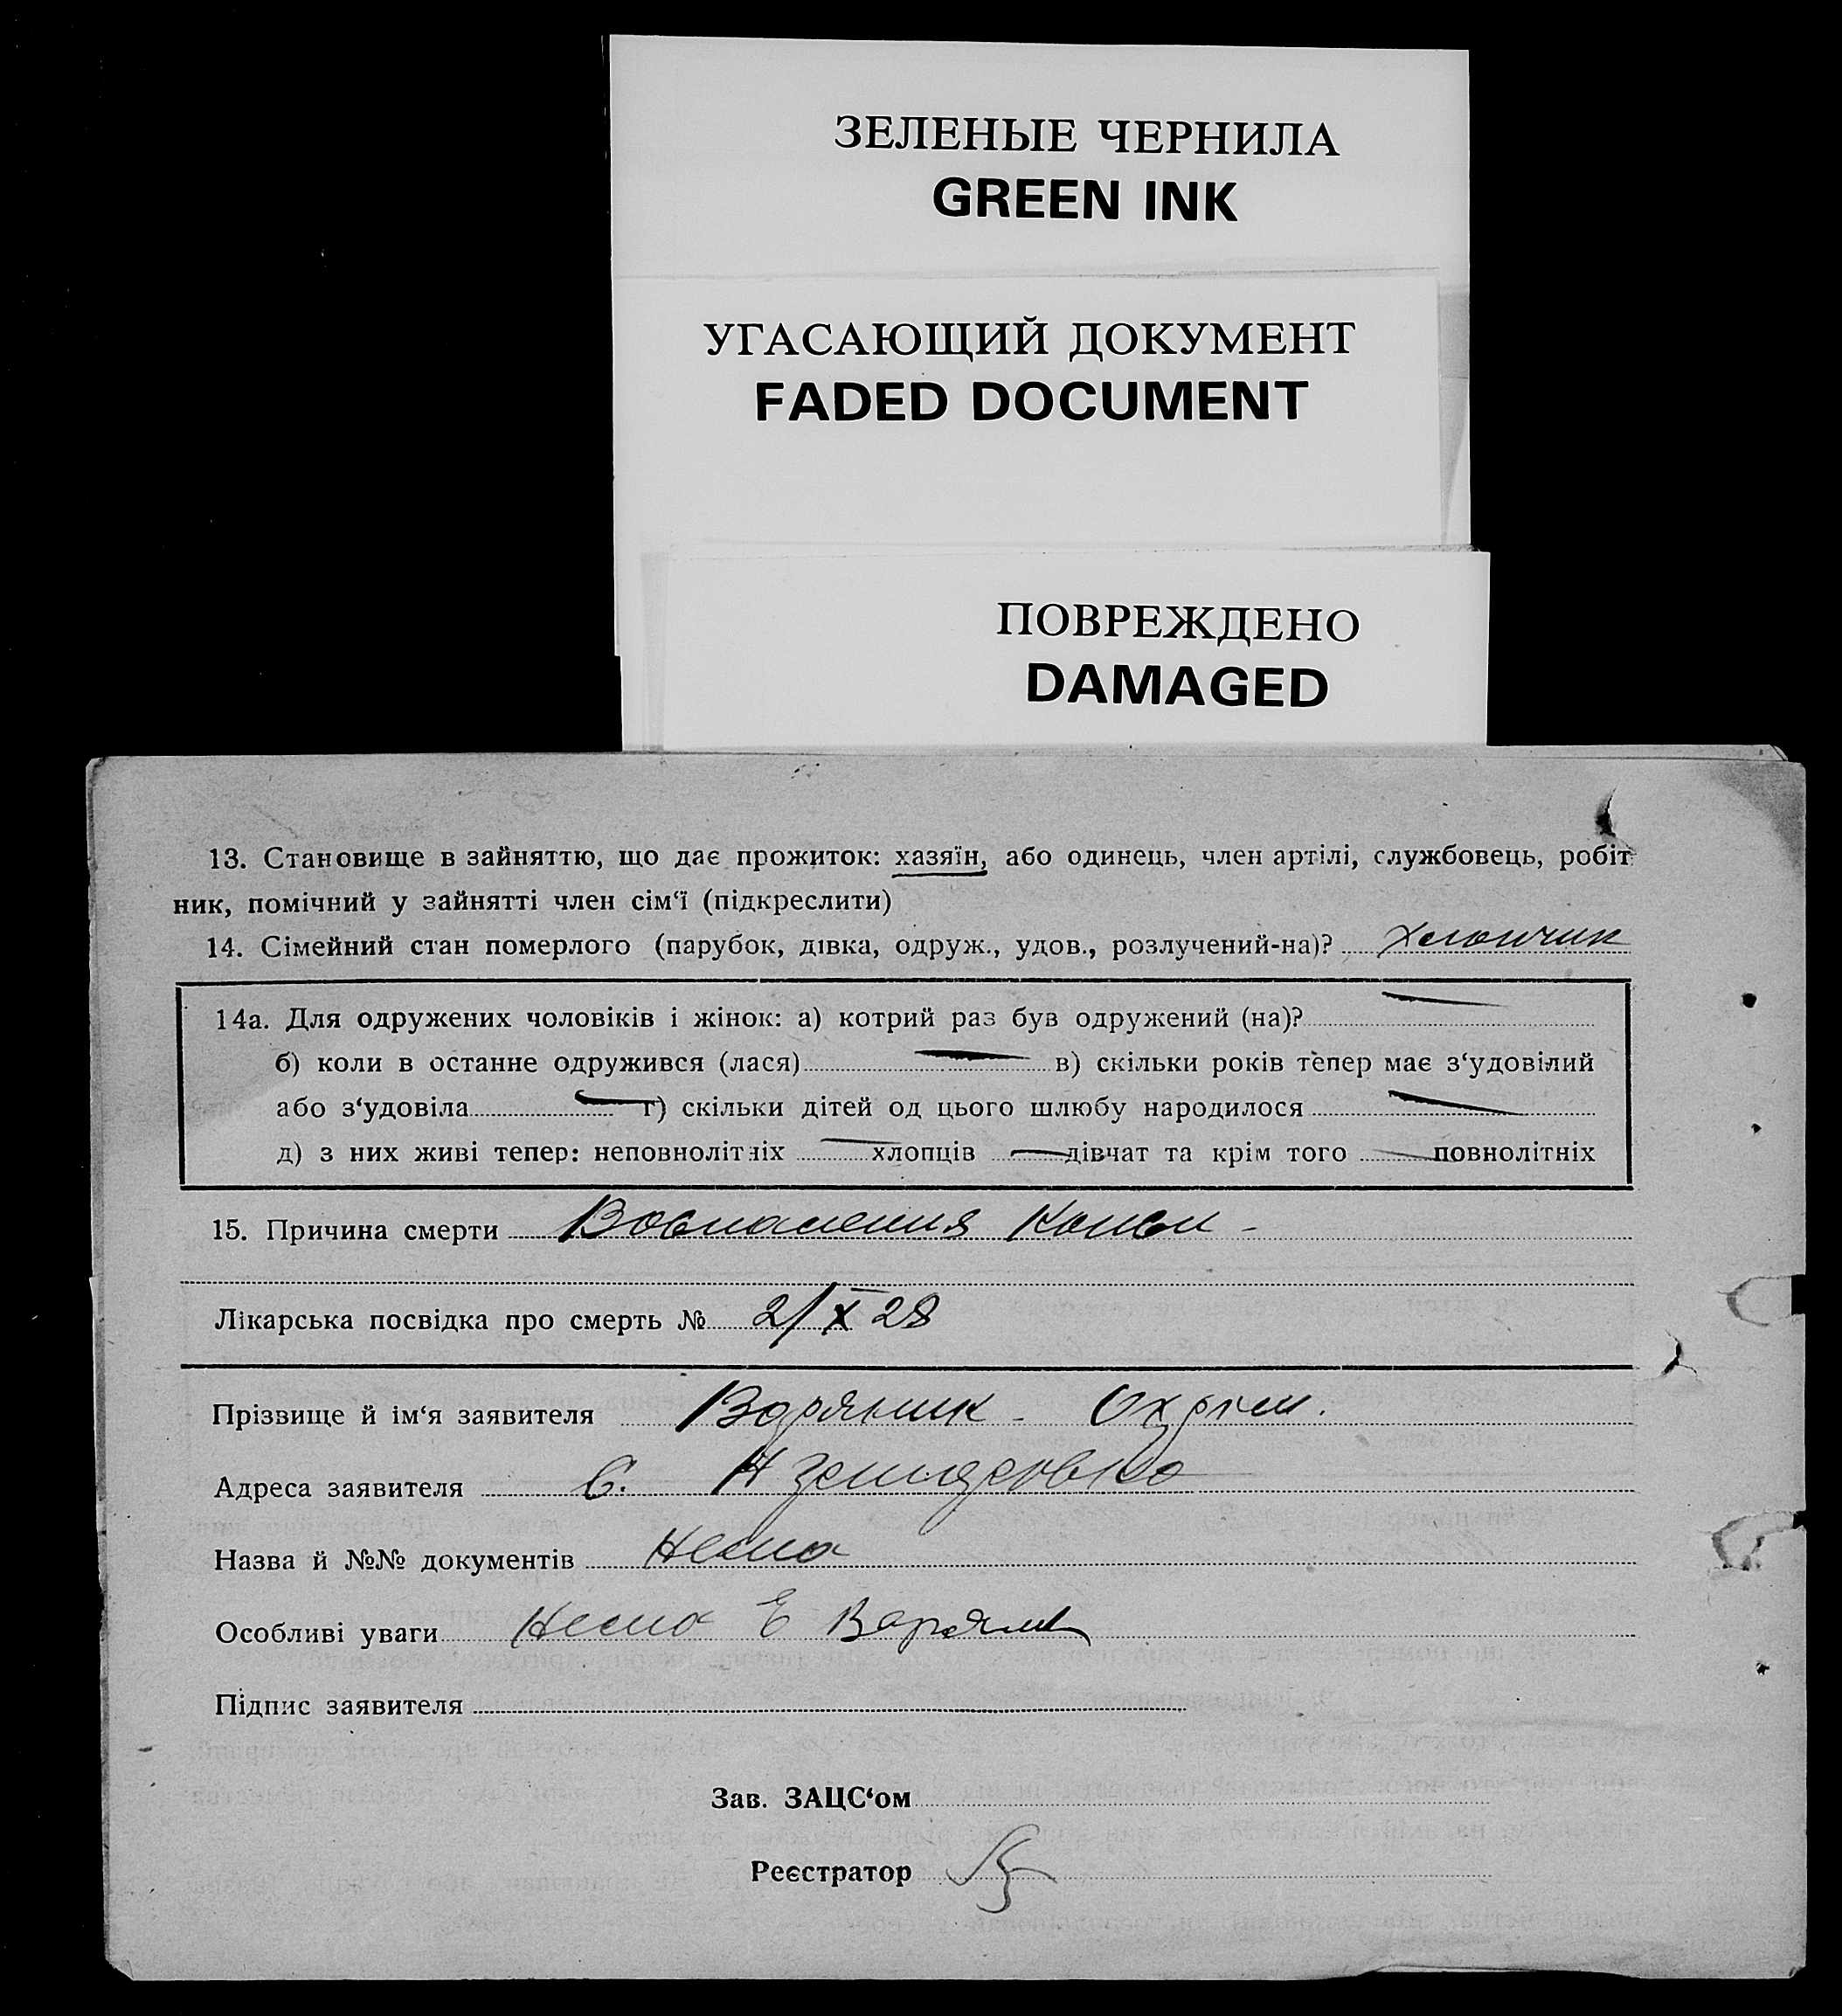 ЗЕЛЕНЫЕ ЧЕРНИЛА
GREEN INK
УГАСАЮЩИЙ ДОКУМЕНТ
FADED DOCUMENT
ПОВРЕЖДЕНО
DAMAGED
13. Становище в зайняттю, що дає прожиток: хазяїн, або одинець, член артілі, службовець, робіт
ник, помічний у зайнятті член сім‘ї (підкреслити)
14. Сімейний стан померлого (парубок, дівка, одруж., удов., розлучений-на)? Хлопчик
14а. Для одружених чоловіків і жінок: а) котрий раз був одружений (на)?
б) коли в останне одружився (лася) в) скільки років тепер має з‘удовілий
або з‘удовіла г) скільки дітей од цього шлюбу народилося
д) з них живі тепер: неповнолітніх хлопців дівчат та крім того повнолітніх
15. Причина смерти
Лікарська посвідка про смерть № 2/X 28
Прізвище й ім‘я заявителя Охрім.
Адреса заявителя С.
Назва й №№ документів Нема
Особливі уваги Нема Е
Підпис заявителя
Зав. ЗАЦС‘ом
Реєстратор